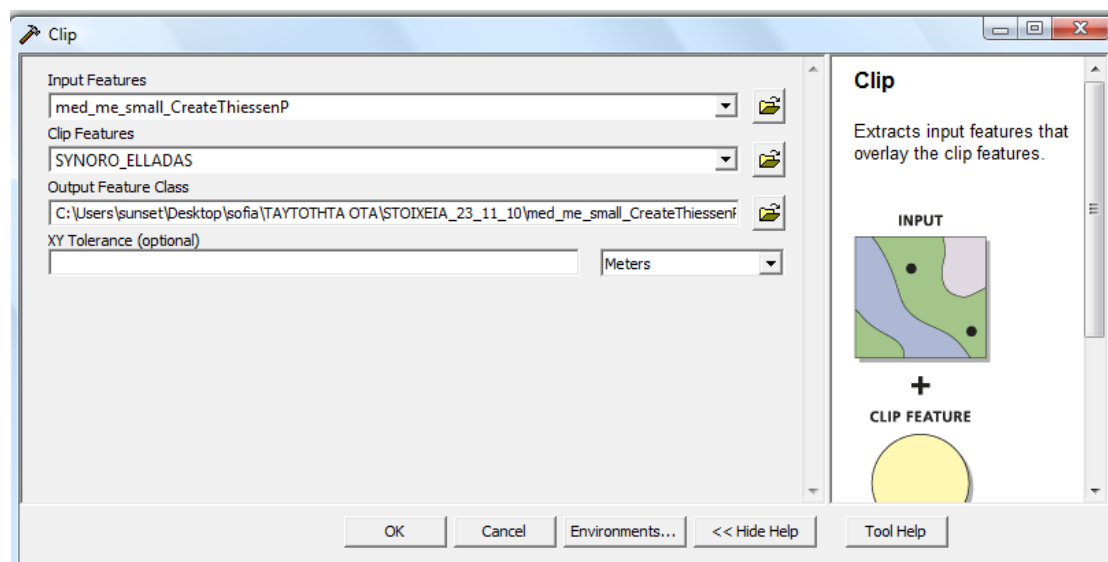 Clip
Input Features
med_me_small_CreateThiessenP
Clip Features
SYNORO_ELLADAS
Output Feature Class
C:\Users\sunset\Desktop\sofia\TAYTOTHTA OTA\STOIXEIA_23_11_10\med_me_small_CreateThiessenF
XY Tolerance (optional)
Meters
OK
Cancel
Environments...
<< Hide Help
Tool Help
Clip
Extracts input features that
overlay the clip features.
INPUT
+
CLIP FEATURE